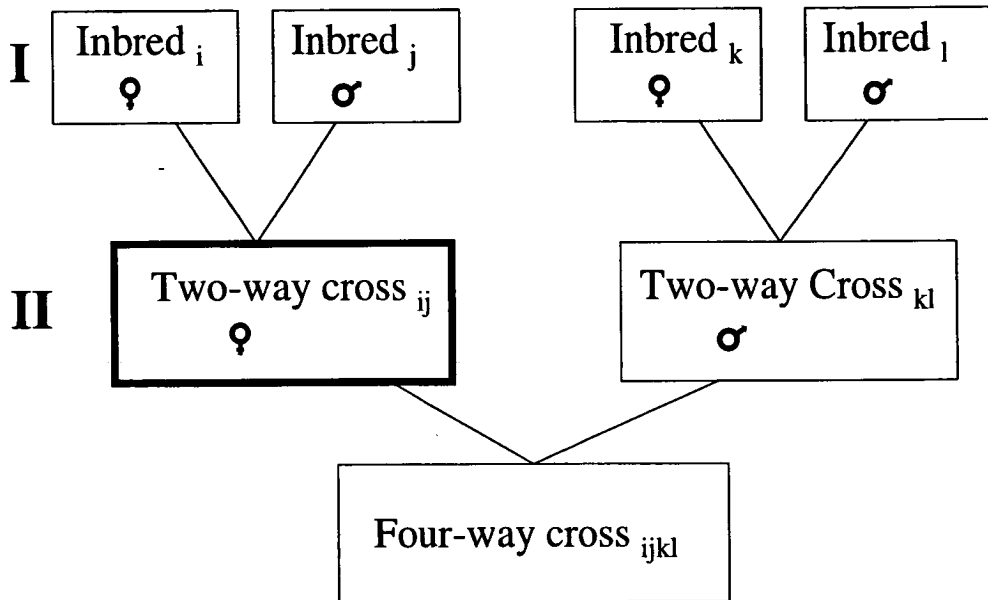 I
Inbred i
♀
Inbred j
♂
Inbred k
♀
Inbred l
♂
II
Two-way cross ij
♀
Two-way Cross kl
♂
Four-way cross ijkl